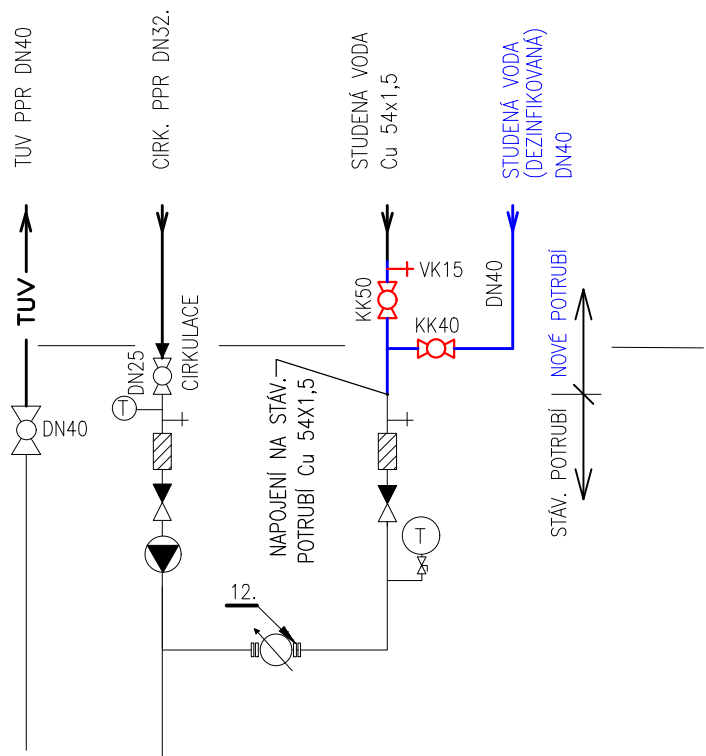 TUV PPR DN40
CIRK. PPR DN32.
STUDENÁ VODA
Cu 54x1,5
STUDENÁ VODA
(DEZINFIKOVANÁ)
DN40
TUV
VK15
KK50
DN40
KK40
CIRKULACE
DN25
T
DN40
NAPOJENÍ NA STÁV.
POTRUBÍ Cu 54X1,5
NOVÉ POTRUBÍ
STÁV. POTRUBÍ
T
12.